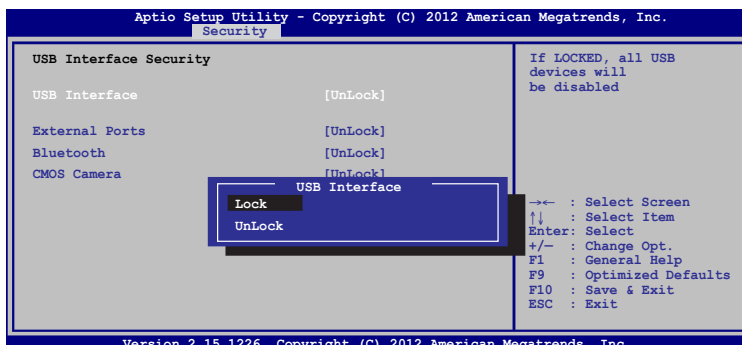 Aptio Setup Utility - Copyright (C) 2012 American Megatrends, Inc.
Security
USB Interface Security
USB Interface [UnLock]
External Ports [UnLock]
Bluetooth [UnLock]
CMOS Camera [UnLock]
USB Interface
Lock
UnLock
If LOCKED, all USB
devices will
be disabled
→← : Select Screen
↑↓ : Select Item
Enter: Select
+/— : Change Opt.
F1 : General Help
F9 : Optimized Defaults
F10 : Save & Exit
ESC : Exit
Version 2.15.1226. Copyright (C) 2012 American Megatrends, Inc.